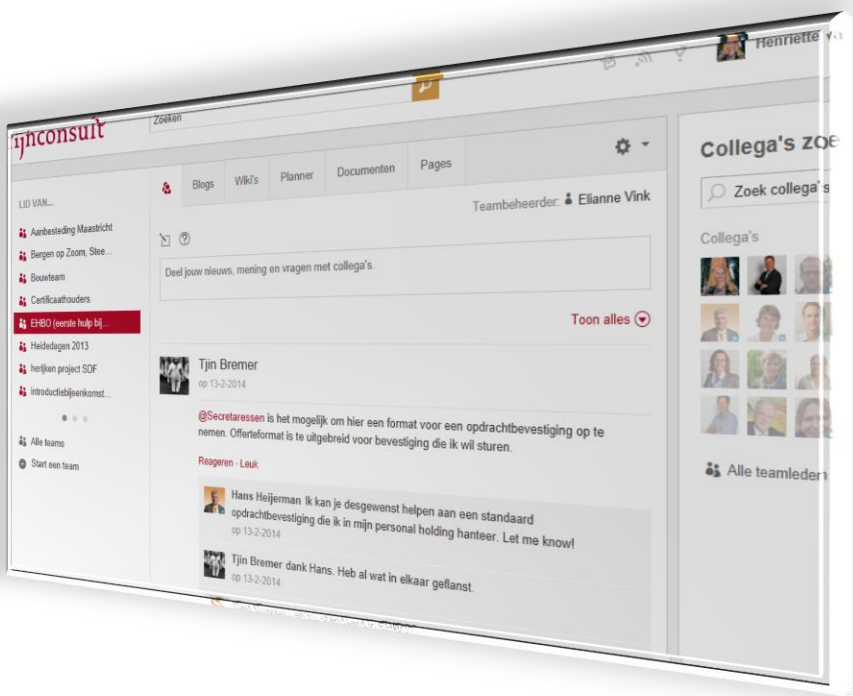 Henriette
Zoeken
LID VAN...
Aanbesteding Maastricht
Bergen op Zoom, Stee...
Bouwteam
Certificaathouders
EHBO (eerste hulp bij...
Heidedagen 2013
herijken project SDF
introductiebijeenkomst...
Alle teams
Start een team
Blogs
Wiki's
Planner
Documenten
Pages
Teambeheerder: Elianne Vink
Deel jouw nieuws, mening en vragen met collega's.
Toon alles
Tjin Bremer
op 13-2-2014
@Secretaressen is het mogelijk om hier een format voor een opdrachtbevestiging op te
nemen. Offerteformat is te uitgebreid voor bevestiging die ik wil sturen.
Reageren - Leuk
Hans Heijerman Ik kan je desgewenst helpen aan een standaard
opdrachtbevestiging die ik in mijn personal holding hanteer. Let me know!
op 13-2-2014
Tjin Bremer dank Hans. Heb al wat in elkaar geflanst.
op 13-2-2014
Collega's zoe
Zoek collega's
Collega's
Alle teamleden